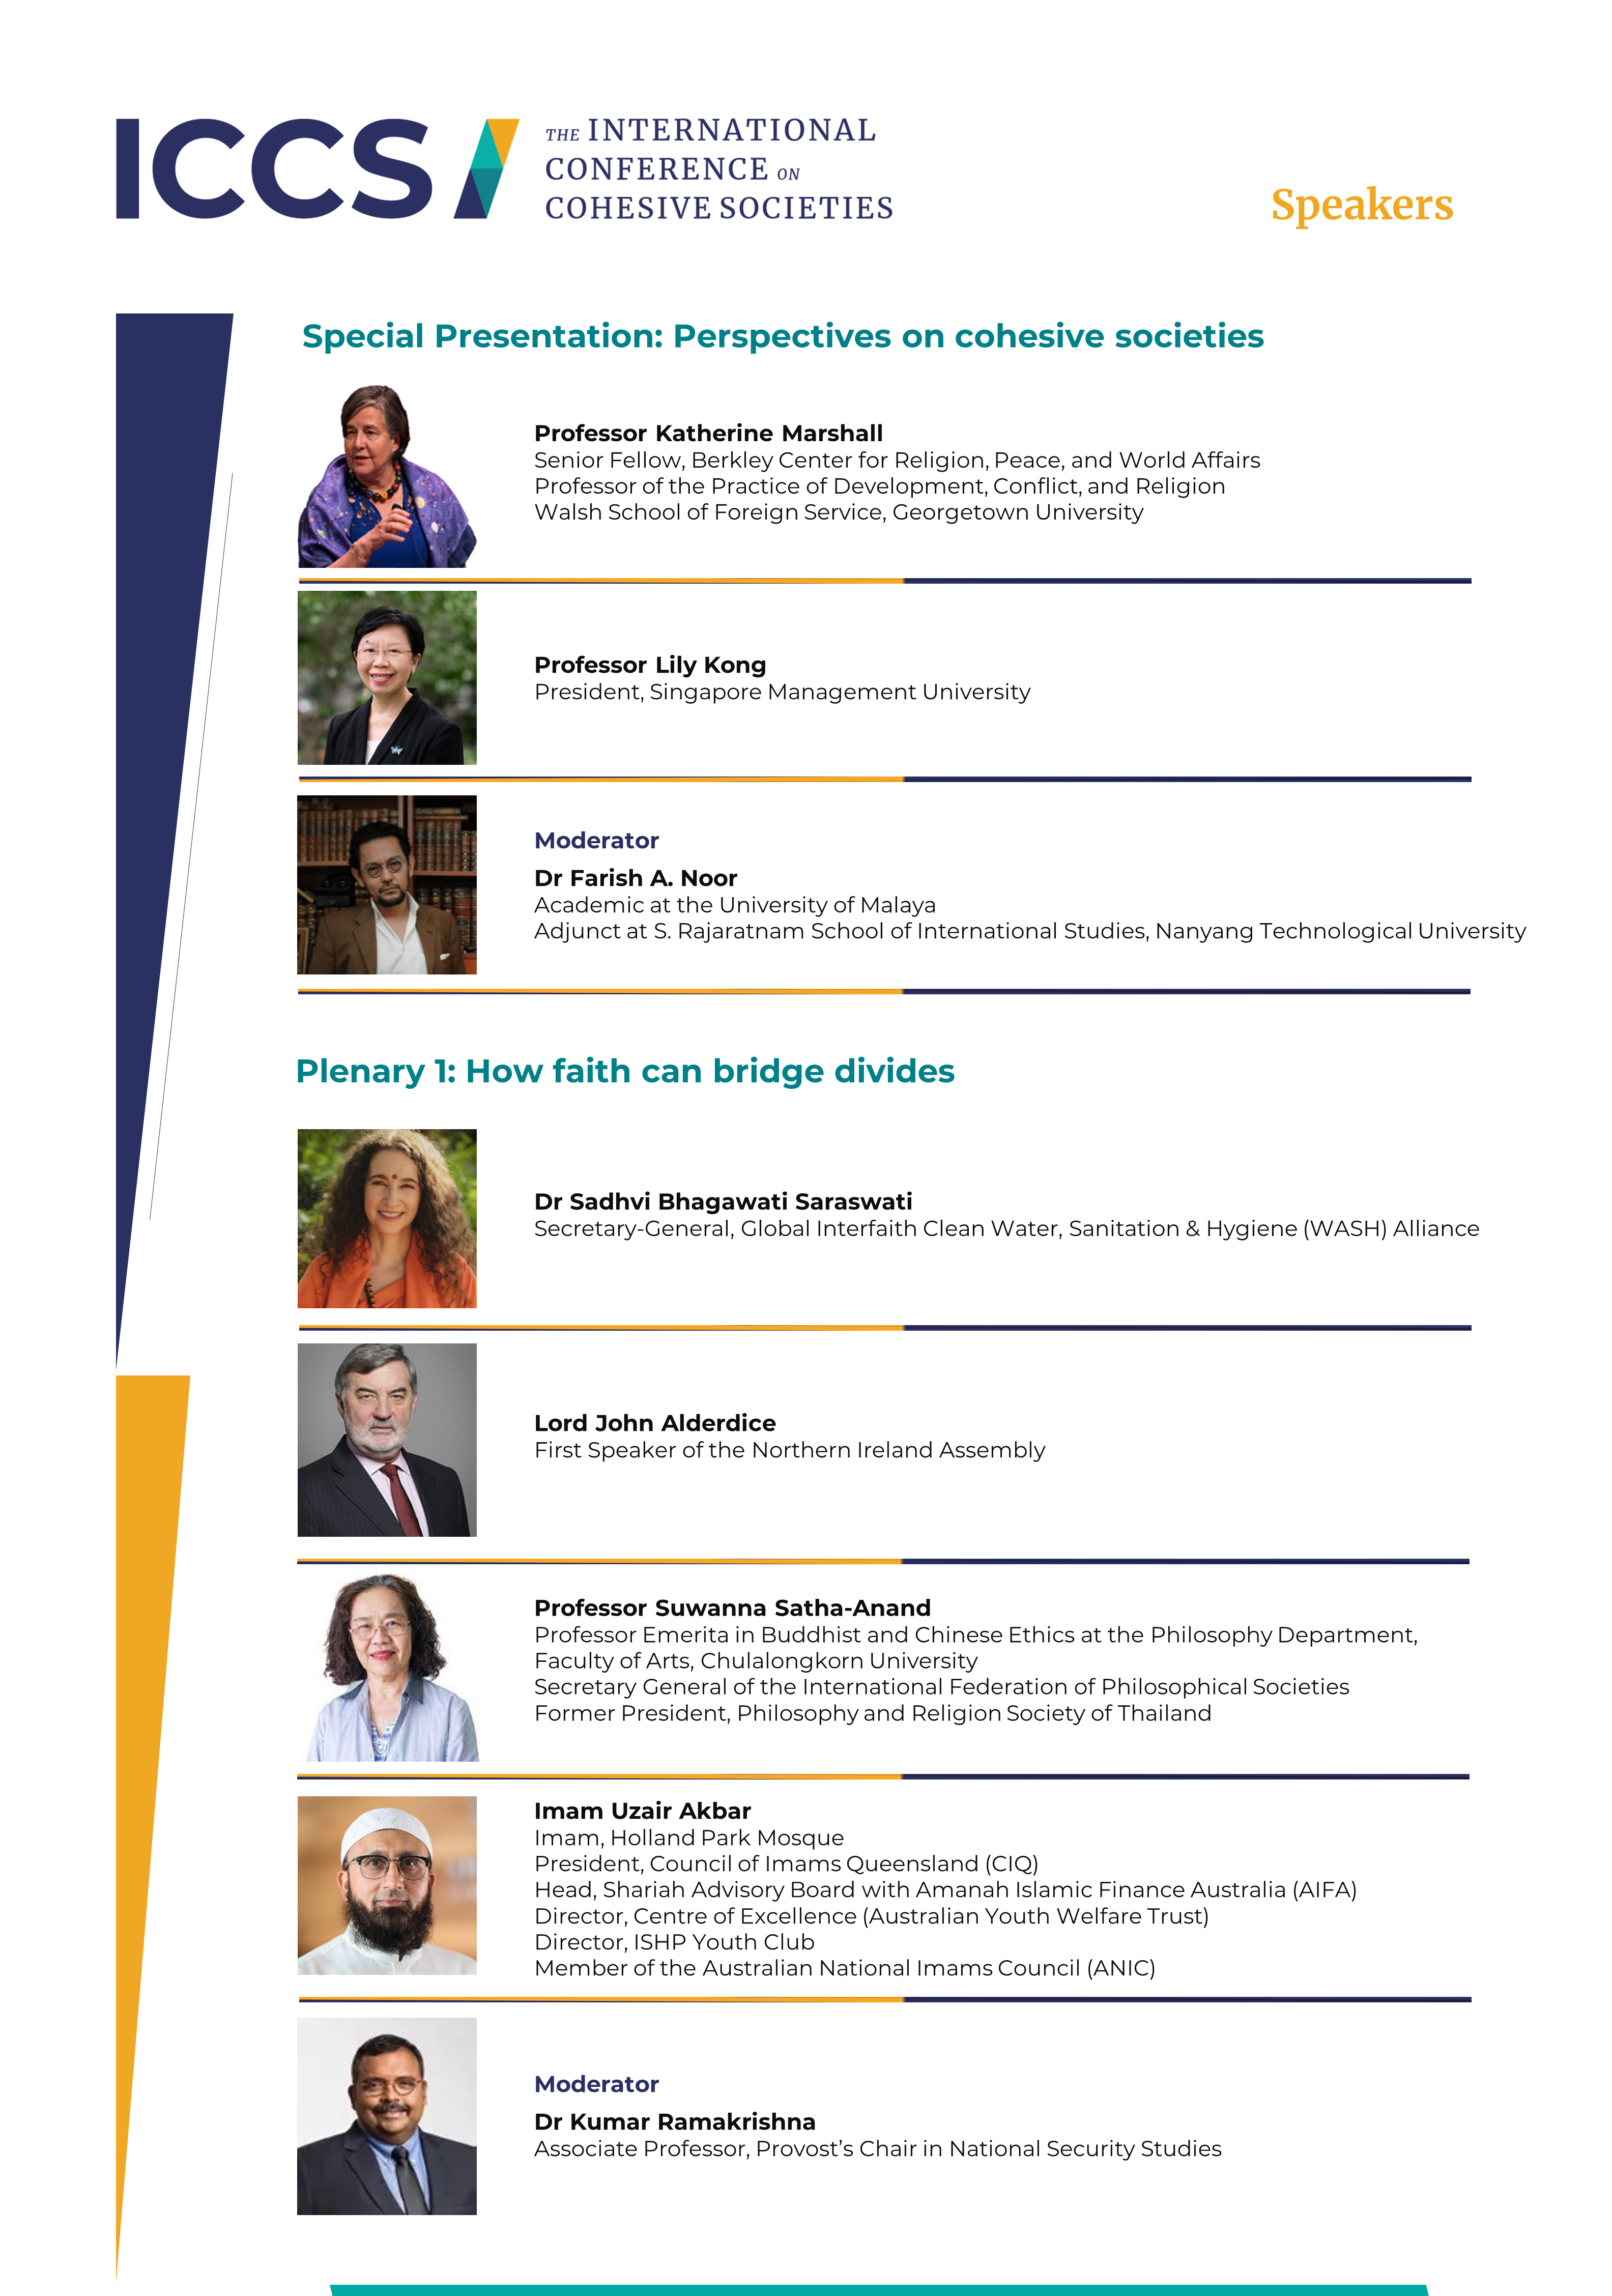 ICCS
THE INTERNATIONAL
CONFERENCE ON
COHESIVE SOCIETIES
Speakers
Special Presentation: Perspectives on cohesive societies
Professor Katherine Marshall
Senior Fellow, Berkley Center for Religion, Peace, and World Affairs
Professor of the Practice of Development, Conflict, and Religion
Walsh School of Foreign Service, Georgetown University
Professor Lily Kong
President, Singapore Management University
Moderator
Dr Farish A. Noor
Academic at the University of Malaya
Adjunct at S. Rajaratnam School of International Studies, Nanyang Technological University
Plenary 1: How faith can bridge divides
Dr Sadhvi Bhagawati Saraswati
Secretary-General, Global Interfaith Clean Water, Sanitation & Hygiene (WASH) Alliance
Lord John Alderdice
First Speaker of the Northern Ireland Assembly
Professor Suwanna Satha-Anand
Professor Emerita in Buddhist and Chinese Ethics at the Philosophy Department,
Faculty of Arts, Chulalongkorn University
Secretary General of the International Federation of Philosophical Societies
Former President, Philosophy and Religion Society of Thailand
Imam Uzair Akbar
Imam, Holland Park Mosque
President, Council of Imams Queensland (CIQ)
Head, Shariah Advisory Board with Amanah Islamic Finance Australia (AIFA)
Director, Centre of Excellence (Australian Youth Welfare Trust)
Director, ISHP Youth Club
Member of the Australian National Imams Council (ANIC)
Moderator
Dr Kumar Ramakrishna
Associate Professor, Provost’s Chair in National Security Studies